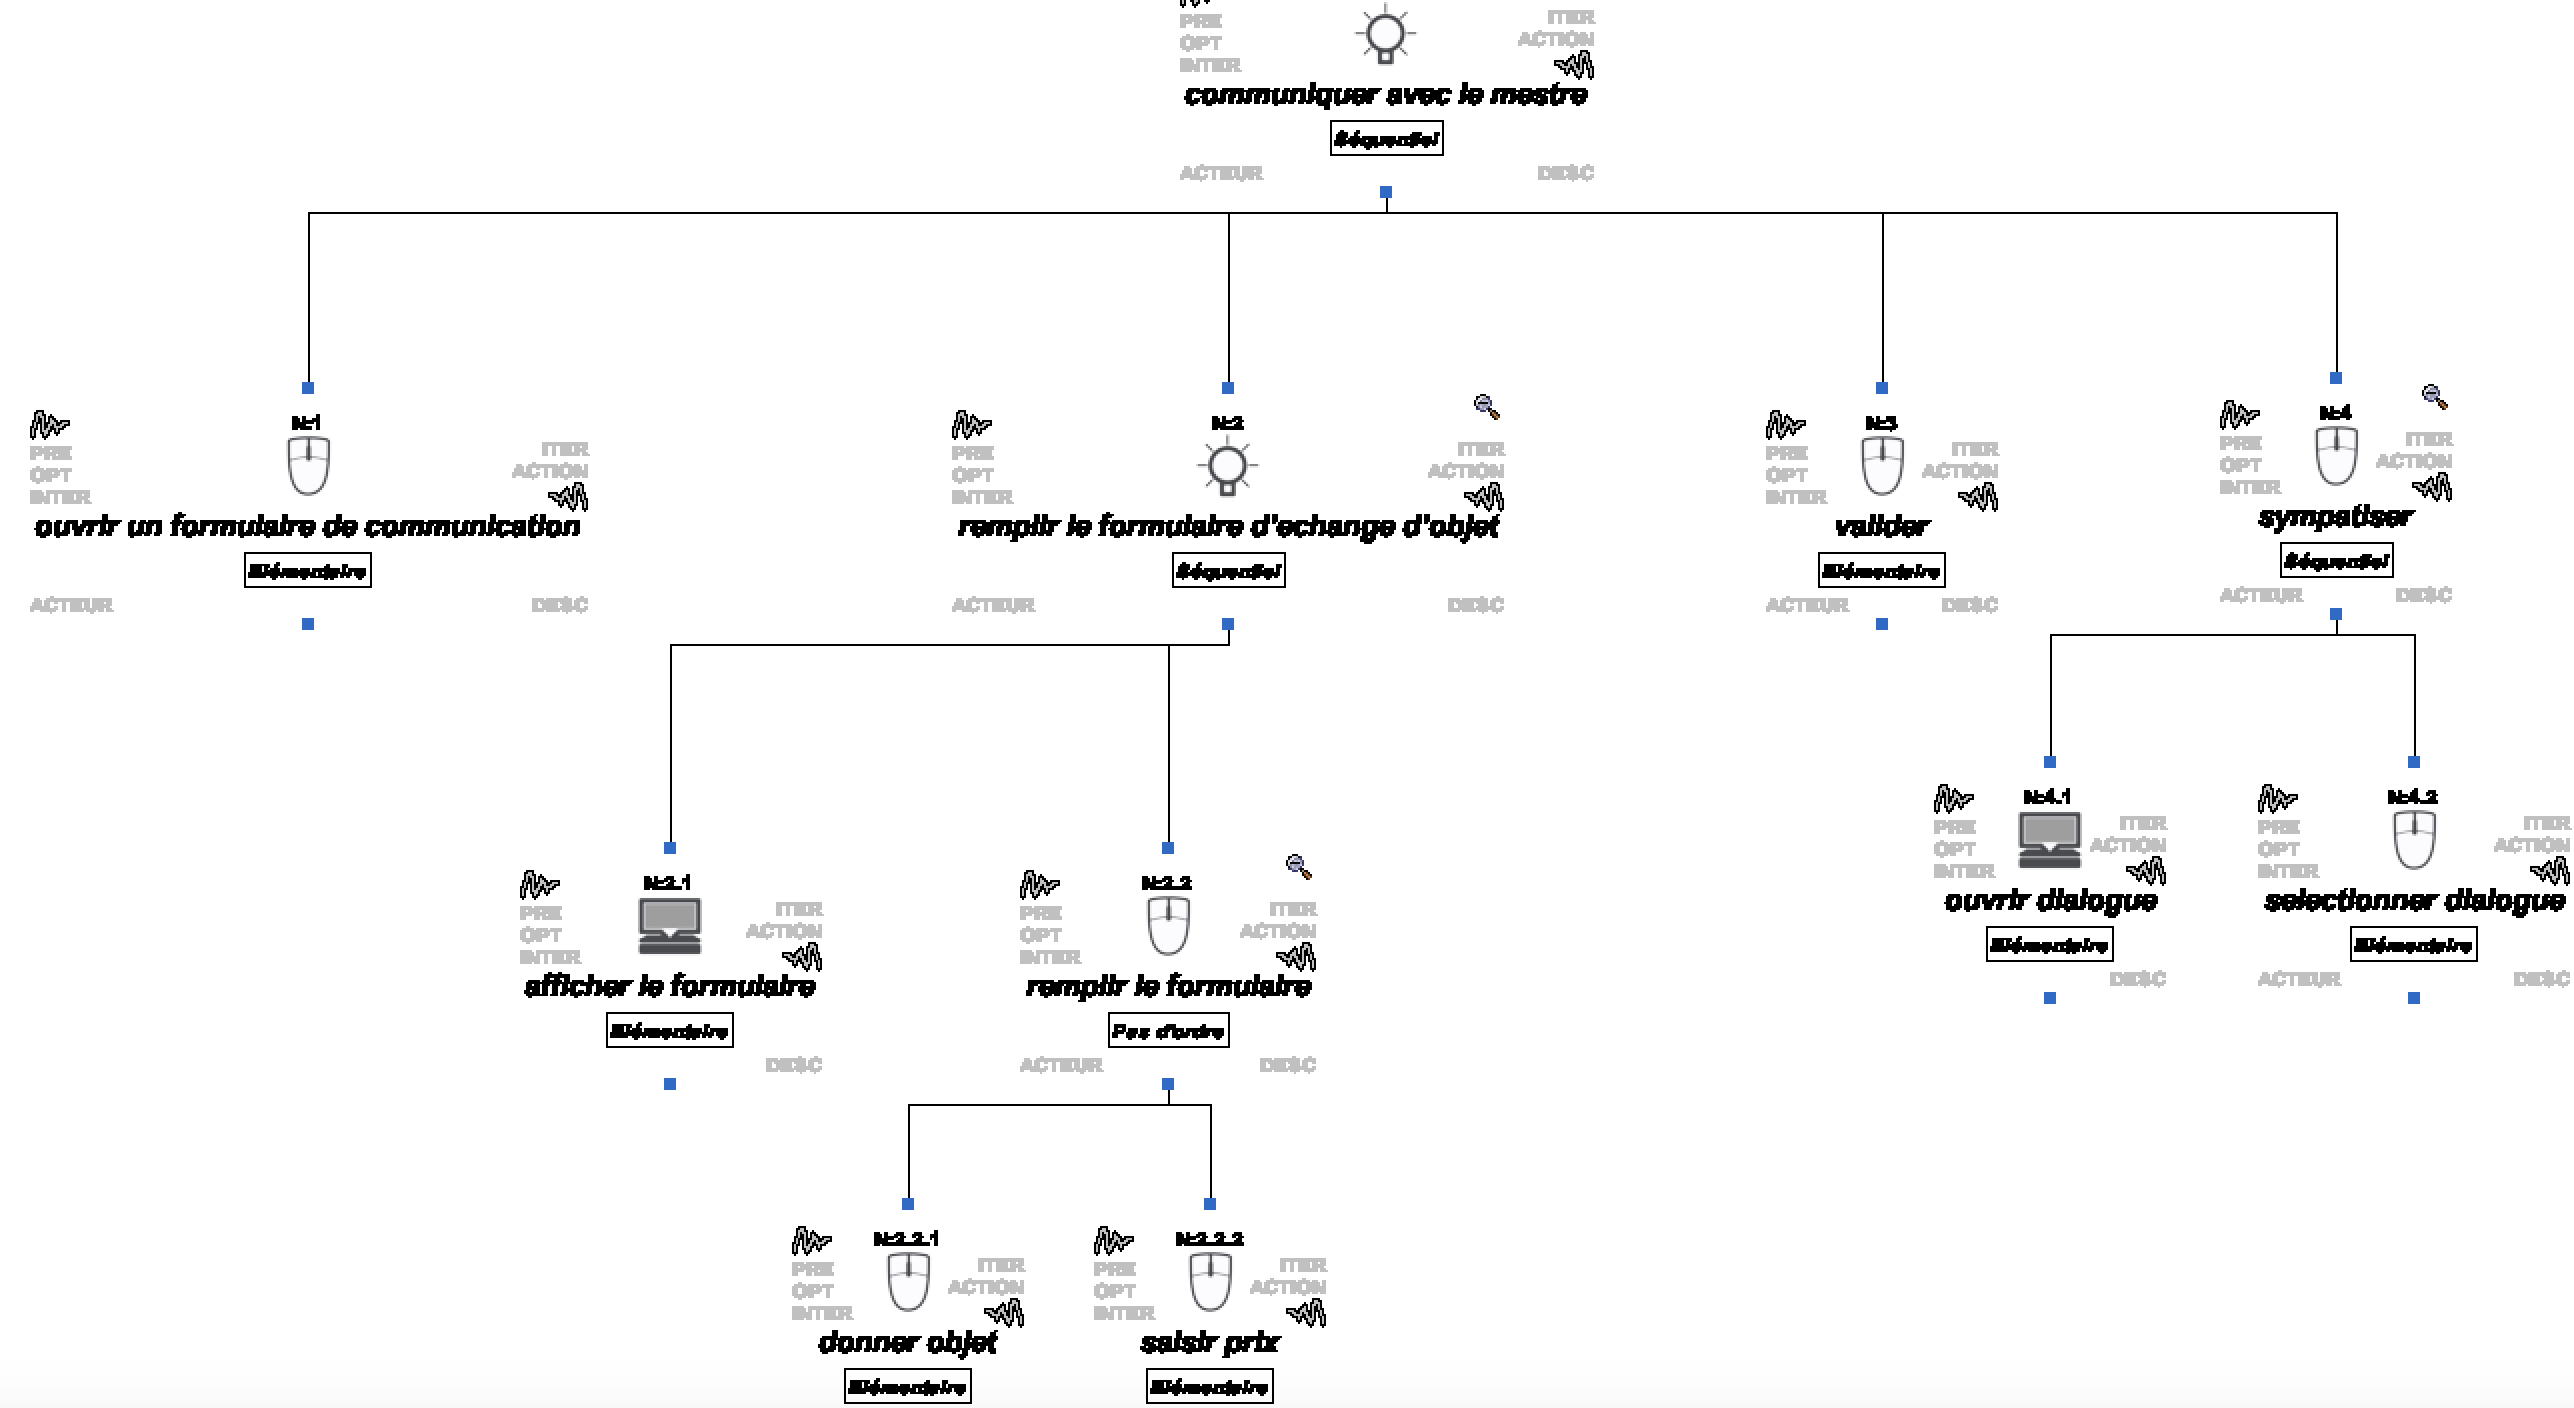 PRE
OPT
INTER
ITER
ACTION
communiquer avec le mestre
Séquentiel
ACTEUR DESC
N:1
PRE
OPT
INTER
ITER
ACTION
ouvrir un formulaire de communication
Elémentaire
ACTEUR DESC
N:2
PRE
OPT
INTER
ITER
ACTION
remplir le formulaire d'echange d'objet
Séquentiel
ACTEUR DESC
N:3
PRE
OPT
INTER
ITER
ACTION
valider
Elémentaire
ACTEUR DESC
N:4
PRE
OPT
INTER
ITER
ACTION
sympatiser
Séquentiel
ACTEUR DESC
N:2.1
PRE
OPT
INTER
ITER
ACTION
afficher le formulaire
Elémentaire
DESC
N:2.2
PRE
OPT
INTER
ITER
ACTION
remplir le formulaire
Pas d'ordre
ACTEUR DESC
N:4.1
PRE
OPT
INTER
ITER
ACTION
ouvrir dialogue
Elémentaire
DESC
N:4.2
PRE
OPT
INTER
ITER
ACTION
selectionner dialogue
Elémentaire
ACTEUR DESC
N:2.2.1
PRE
OPT
INTER
ITER
ACTION
donner objet
Elémentaire
N:2.2.2
PRE
OPT
INTER
ITER
ACTION
saisir prix
Elémentaire